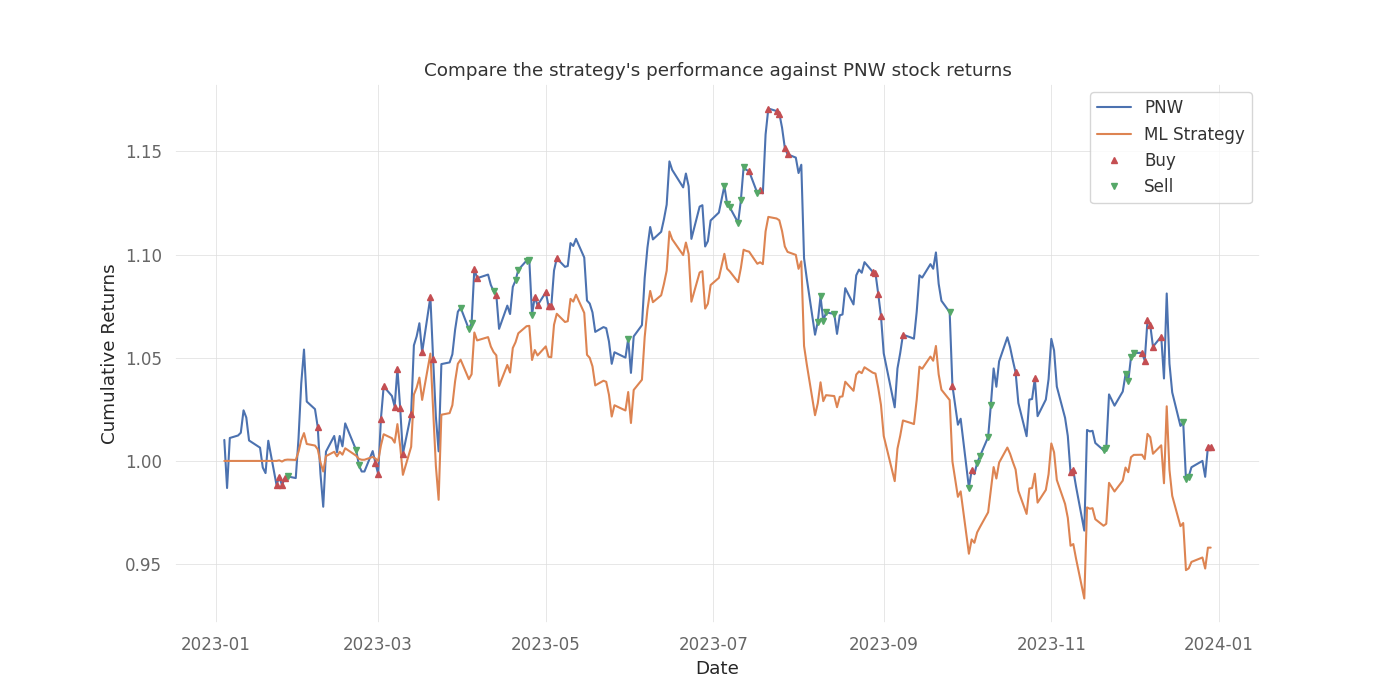 Compare the strategy's performance against PNW stock returns
PNW
ML Strategy
Buy
Sell
Cumulative Returns
1.15
1.10
1.05
1.00
0.95
2023-01
2023-03
2023-05
2023-07
2023-09
2023-11
2024-01
Date